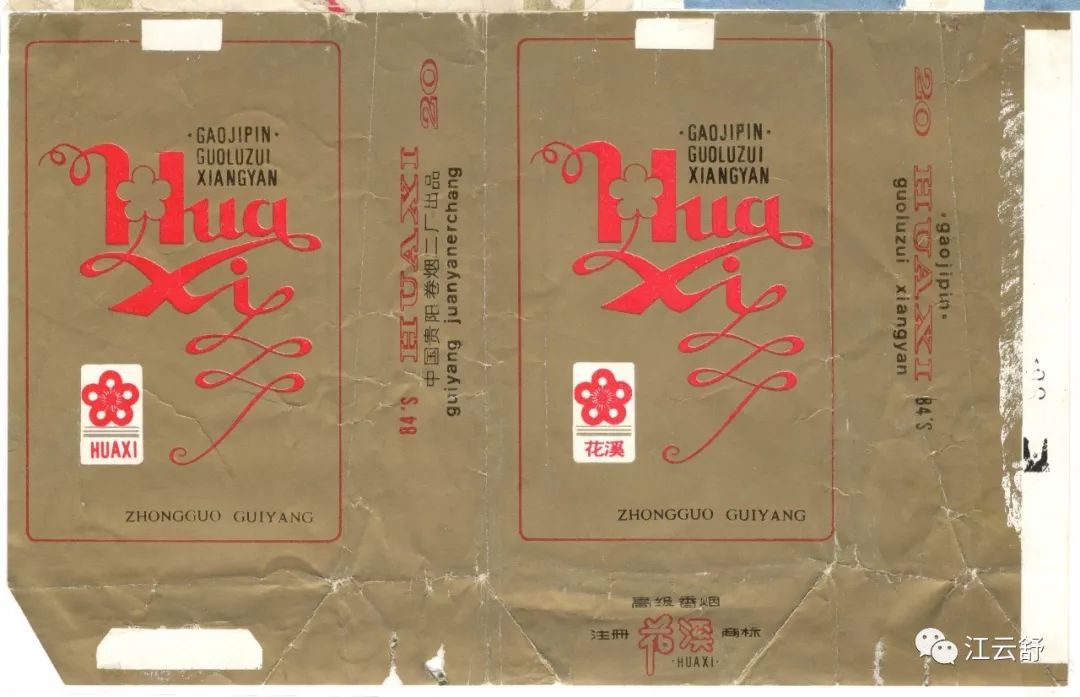 ·GAOJIPIN·
GUOLUZUI
XIANGYAN
Hua
Xi
HUAXI
ZHONGGUO GUIYANG
84'S HUAXI 20
中国贵阳卷烟二厂出品
guiyang juanyanerchang
·GAOJIPIN·
GUOLUZUI
XIANGYAN
Hua
Xi
花溪
ZHONGGUO GUIYANG
高级香烟
注册 花溪 商标
·HUAXI·
20 HUAXI 84'S
·gaojipin·
guoluzui xiangyan
江云舒